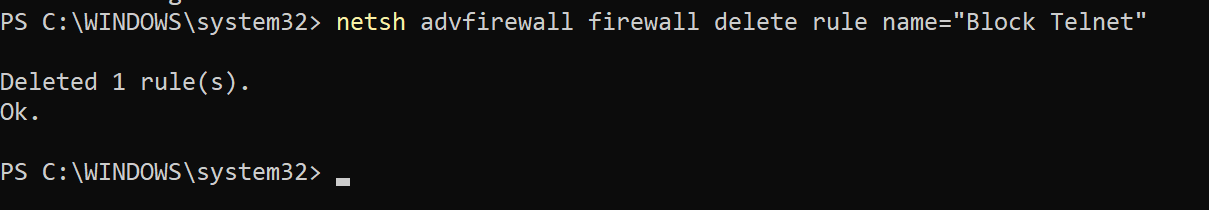 PS C:\WINDOWS\system32> netsh advfirewall firewall delete rule name="Block Telnet"
Deleted 1 rule(s).
Ok.
PS C:\WINDOWS\system32>